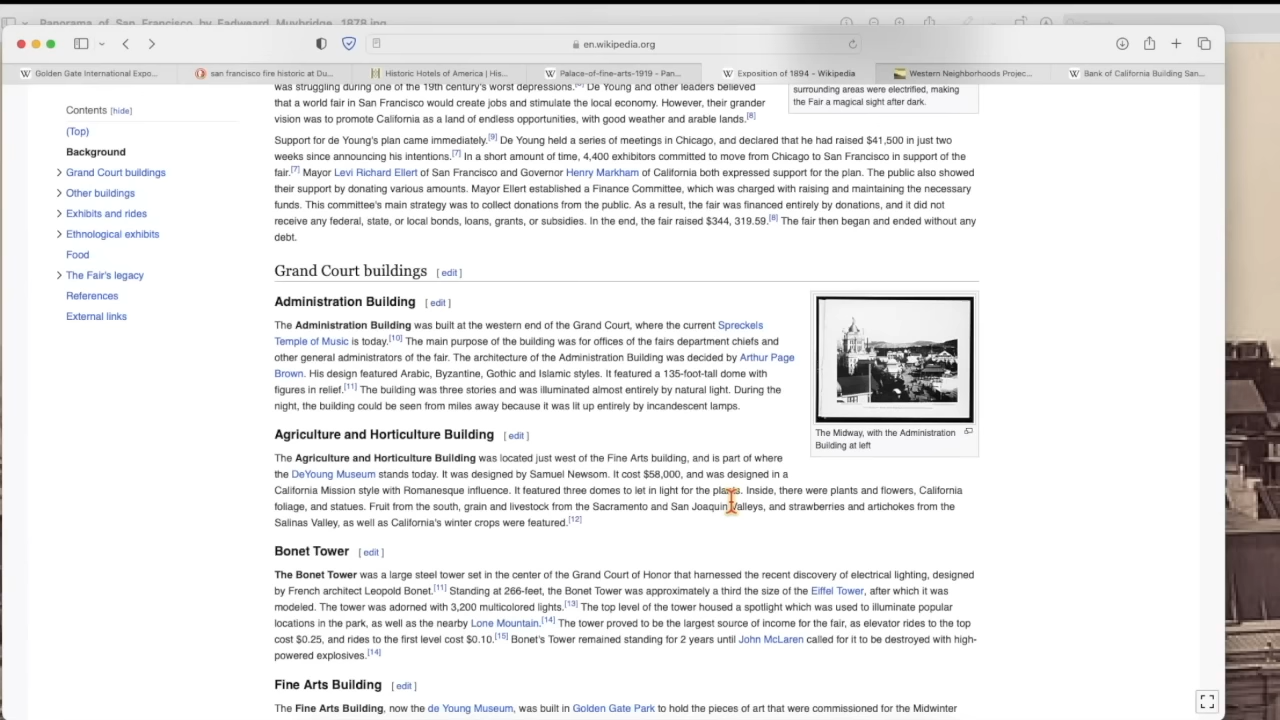 Panorama_of_San_Francisco_by_Eadweard_Muybridge_1878.jpg
en.wikipedia.org
Golden Gate International Expo...
san francisco fire historic at Du...
Historic Hotels of America | His...
Palace-of-fine-arts-1919 - Pan...
Exposition of 1894 - Wikipedia
Western Neighborhoods Projec...
Bank of California Building San...
Contents [hide]
(Top)
Background
Grand Court buildings
Other buildings
Exhibits and rides
Ethnological exhibits
Food
The Fair's legacy
References
External links
was struggling during one of the 19th century's worst depressions. De Young and other leaders believed
that a world fair in San Francisco would create jobs and stimulate the local economy. However, their grander
vision was to promote California as a land of endless opportunities, with good weather and arable lands.[8]
surrounding areas were electrified, making
the Fair a magical sight after dark.
Support for de Young's plan came immediately.[9] De Young held a series of meetings in Chicago, and declared that he had raised $41,500 in just two
weeks since announcing his intentions.[7] In a short amount of time, 4,400 exhibitors committed to move from Chicago to San Francisco in support of the
fair.[7] Mayor Levi Richard Ellert of San Francisco and Governor Henry Markham of California both expressed support for the plan. The public also showed
their support by donating various amounts. Mayor Ellert established a Finance Committee, which was charged with raising and maintaining the necessary
funds. This committee's main strategy was to collect donations from the public. As a result, the fair was financed entirely by donations, and it did not
receive any federal, state, or local bonds, loans, grants, or subsidies. In the end, the fair raised $344, 319.59.[8] The fair then began and ended without any
debt.
Grand Court buildings [ edit ]
Administration Building [ edit ]
The Administration Building was built at the western end of the Grand Court, where the current Spreckels
Temple of Music is today.[10] The main purpose of the building was for offices of the fairs department chiefs and
other general administrators of the fair. The architecture of the Administration Building was decided by Arthur Page
Brown. His design featured Arabic, Byzantine, Gothic and Islamic styles. It featured a 135-foot-tall dome with
figures in relief.[11] The building was three stories and was illuminated almost entirely by natural light. During the
night, the building could be seen from miles away because it was lit up entirely by incandescent lamps.
The Midway, with the Administration
Building at left
Agriculture and Horticulture Building [ edit ]
The Agriculture and Horticulture Building was located just west of the Fine Arts building, and is part of where
the DeYoung Museum stands today. It was designed by Samuel Newsom. It cost $58,000, and was designed in a
California Mission style with Romanesque influence. It featured three domes to let in light for the plants. Inside, there were plants and flowers, California
foliage, and statues. Fruit from the south, grain and livestock from the Sacramento and San Joaquin Valleys, and strawberries and artichokes from the
Salinas Valley, as well as California's winter crops were featured.[12]
Bonet Tower [ edit ]
The Bonet Tower was a large steel tower set in the center of the Grand Court of Honor that harnessed the recent discovery of electrical lighting, designed
by French architect Leopold Bonet.[11] Standing at 266-feet, the Bonet Tower was approximately a third the size of the Eiffel Tower, after which it was
modeled. The tower was adorned with 3,200 multicolored lights.[13] The top level of the tower housed a spotlight which was used to illuminate popular
locations in the park, as well as the nearby Lone Mountain.[14] The tower proved to be the largest source of income for the fair, as elevator rides to the top
cost $0.25, and rides to the first level cost $0.10.[15] Bonet's Tower remained standing for 2 years until John McLaren called for it to be destroyed with high-
powered explosives.[14]
Fine Arts Building [ edit ]
The Fine Arts Building, now the de Young Museum, was built in Golden Gate Park to hold the pieces of art that were commissioned for the Midwinter